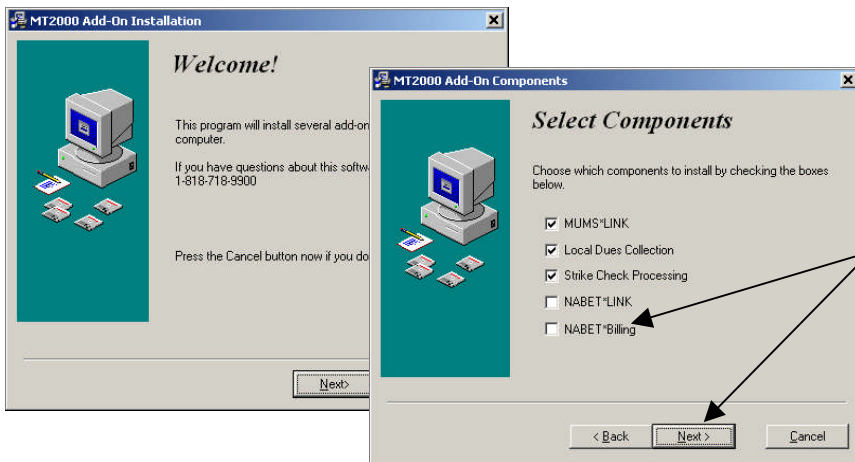 MT2000 Add-On Installation
Welcome!
This program will install several add-on
computer.
If you have questions about this softw
1-818-718-9900
Press the Cancel button now if you do
Next>
MT2000 Add-On Components
Select Components
Choose which components to install by checking the boxes
below.
MUMS*LINK
Local Dues Collection
Strike Check Processing
NABET*LINK
NABET*Billing
< Back
Next >
Cancel